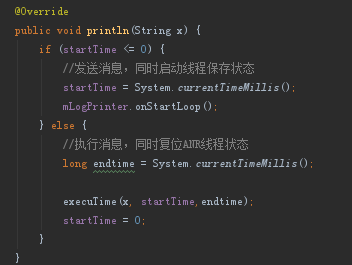 @Override
public void println(String x) {
if (startTime <= 0) {
//发送消息，同时启动线程保存状态
startTime = System.currentTimeMillis();
mLogPrinter.onStartLoop();
} else {
//执行消息，同时复位ANR线程状态
long endtime = System.currentTimeMillis();
execuTime(x, startTime,endtime);
startTime = 0;
}
}